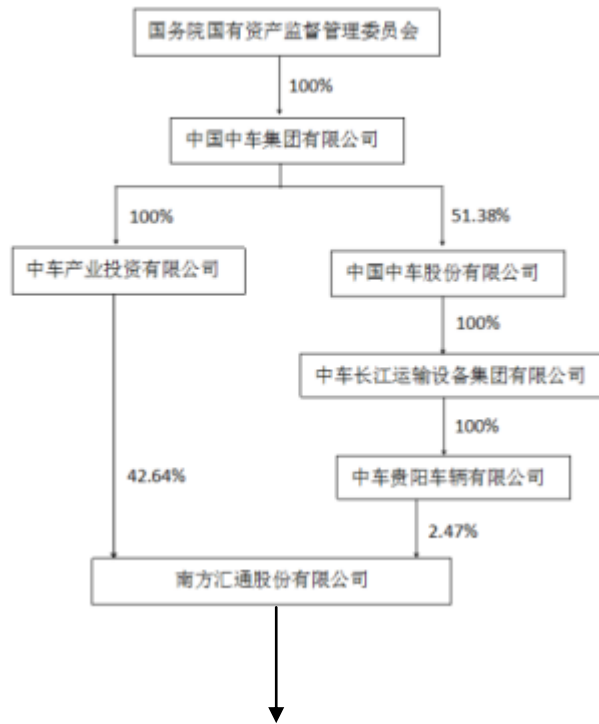 国务院国有资产监督管理委员会
100%
中国中车集团有限公司
100%
51.38%
中车产业投资有限公司
中国中车股份有限公司
100%
中车长江运输设备集团有限公司
100%
42.64%
中车贵阳车辆有限公司
2.47%
南方汇通股份有限公司